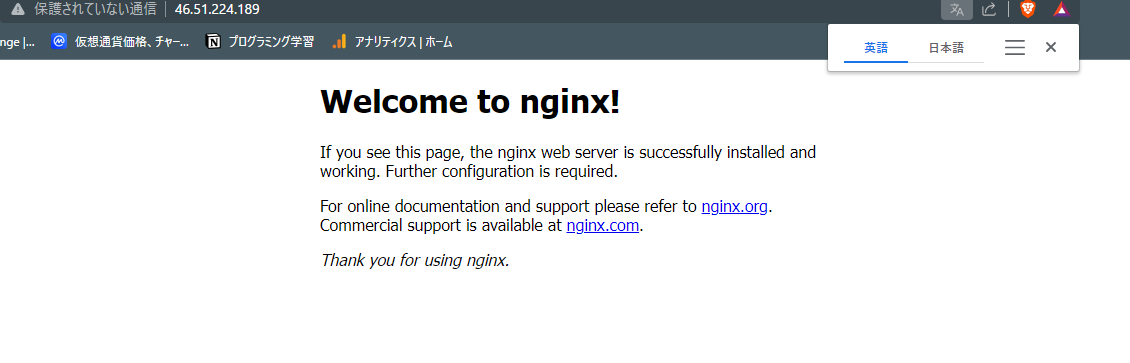 保護されていない通信 46.51.224.189
nge |... 仮想通貨価格、チャー... プログラミング学習 アナリティクス | ホーム
英語 日本語
Welcome to nginx!
If you see this page, the nginx web server is successfully installed and
working. Further configuration is required.
For online documentation and support please refer to nginx.org.
Commercial support is available at nginx.com.
Thank you for using nginx.